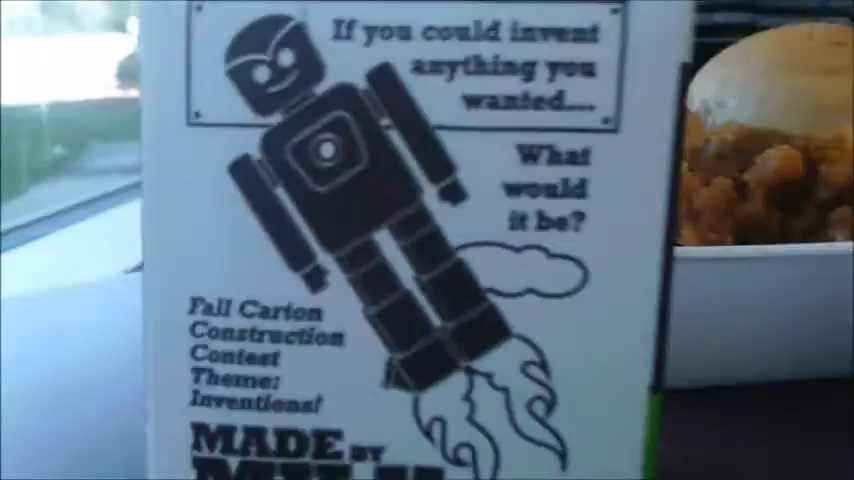 If you could invent
anything you
wanted....
What
would
it be?
Fall Carton
Construction
Contest
Theme:
Inventions!
MADE BY